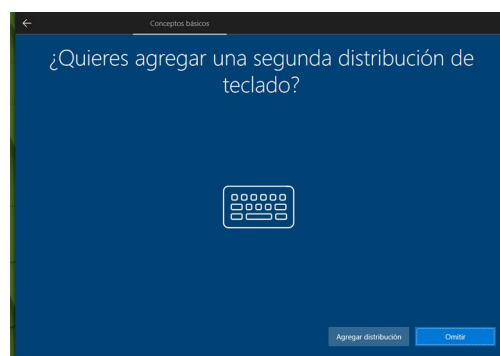 Conceptos básicos
¿Quieres agregar una segunda distribución de
teclado?
Agregar distribución
Omitir